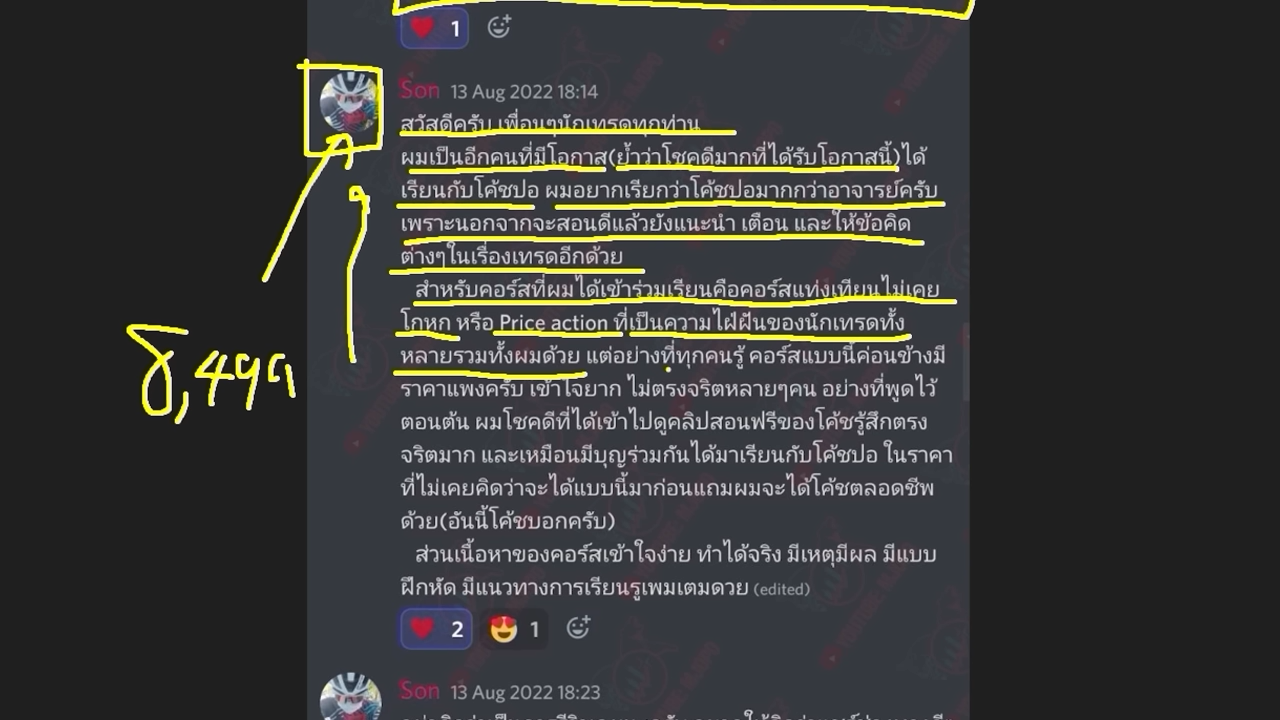 1
Son 13 Aug 2022 18:14
สวัสดีครับ เพื่อนๆนักเทรดทุกท่าน
ผมเป็นอีกคนที่มีโอกาส(ย้ำว่าโชคดีมากที่ได้รับโอกาสนี้)ได้
เรียนกับโค้ชปอ ผมอยากเรียกว่าโค้ชปอมากกว่าอาจารย์ครับ
เพราะนอกจากจะสอนดีแล้วยังแนะนำ เตือน และให้ข้อคิด
ต่างๆในเรื่องเทรดอีกด้วย
สำหรับคอร์สที่ผมได้เข้าร่วมเรียนคือคอร์สแท่งเทียนไม่เคย
โกหก หรือ Price action ที่เป็นความไฝ่ฝันของนักเทรดทั้ง
หลายรวมทั้งผมด้วย แต่อย่างที่ทุกคนรู้ คอร์สแบบนี้ค่อนข้างมี
ราคาแพงครับ เข้าใจยาก ไม่ตรงจริตหลายๆคน อย่างที่พูดไว้
ตอนต้น ผมโชคดีที่ได้เข้าไปดูคลิปสอนฟรีของโค้ชรู้สึกตรง
จริตมาก และเหมือนมีบุญร่วมกันได้มาเรียนกับโค้ชปอ ในราคา
ที่ไม่เคยคิดว่าจะได้แบบนี้มาก่อนแถมผมจะได้โค้ชตลอดชีพ
ด้วย(อันนี้โค้ชบอกครับ)
ส่วนเนื้อหาของคอร์สเข้าใจง่าย ทำได้จริง มีเหตุมีผล มีแบบ
ฝึกหัด มีแนวทางการเรียนรู้เพิ่มเติมด้วย (edited)
2 1
Son 13 Aug 2022 18:23